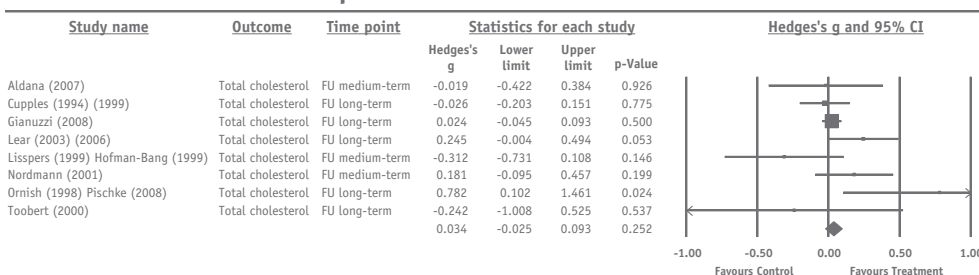 Study name Outcome Time point Statistics for each study Hedges's g and 95% CI
Hedges's Lower Upper
g limit limit p-Value
Aldana (2007) Total cholesterol FU medium-term -0.019 -0.422 0.384 0.926
Cupples (1994) (1999) Total cholesterol FU long-term -0.026 -0.203 0.151 0.775
Gianuzzi (2008) Total cholesterol FU long-term 0.024 -0.045 0.093 0.500
Lear (2003) (2006) Total cholesterol FU long-term 0.245 -0.004 0.494 0.053
Lisspers (1999) Hofman-Bang (1999) Total cholesterol FU medium-term -0.312 -0.731 0.108 0.146
Nordmann (2001) Total cholesterol FU medium-term 0.181 -0.095 0.457 0.199
Ornish (1998) Pischke (2008) Total cholesterol FU long-term 0.782 0.102 1.461 0.024
Toobert (2000) Total cholesterol FU long-term -0.242 -1.008 0.525 0.537
0.034 -0.025 0.093 0.252
-1.00 -0.50 0.00 0.50 1.00
Favours Control Favours Treatment